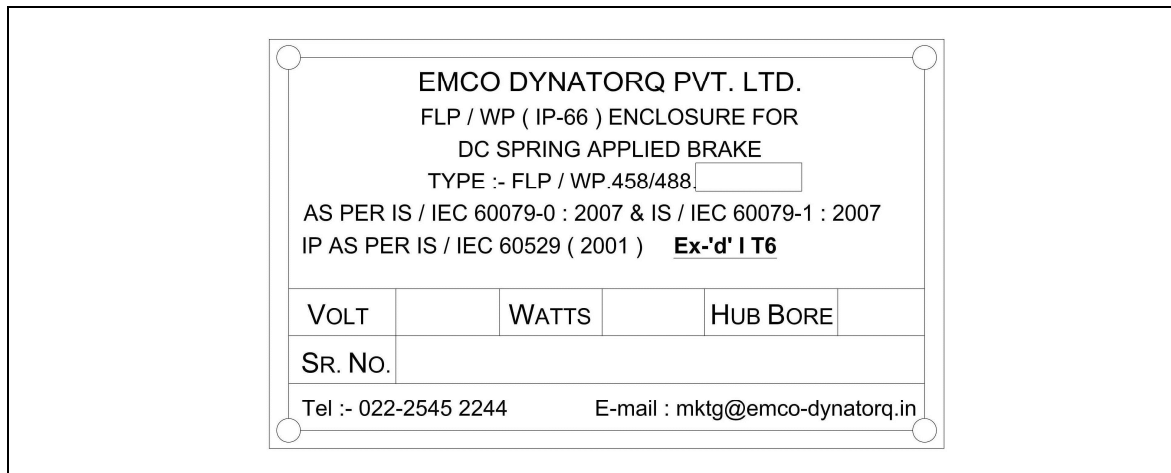 EMCO DYNATORQ PVT. LTD.
FLP / WP ( IP-66 ) ENCLOSURE FOR
DC SPRING APPLIED BRAKE
TYPE :- FLP / WP.458/488.
AS PER IS / IEC 60079-0 : 2007 & IS / IEC 60079-1 : 2007
IP AS PER IS / IEC 60529 ( 2001 ) Ex-'d' I T6
VOLT WATTS HUB BORE
SR. NO.
Tel :- 022-2545 2244 E-mail : mktg@emco-dynatorq.in